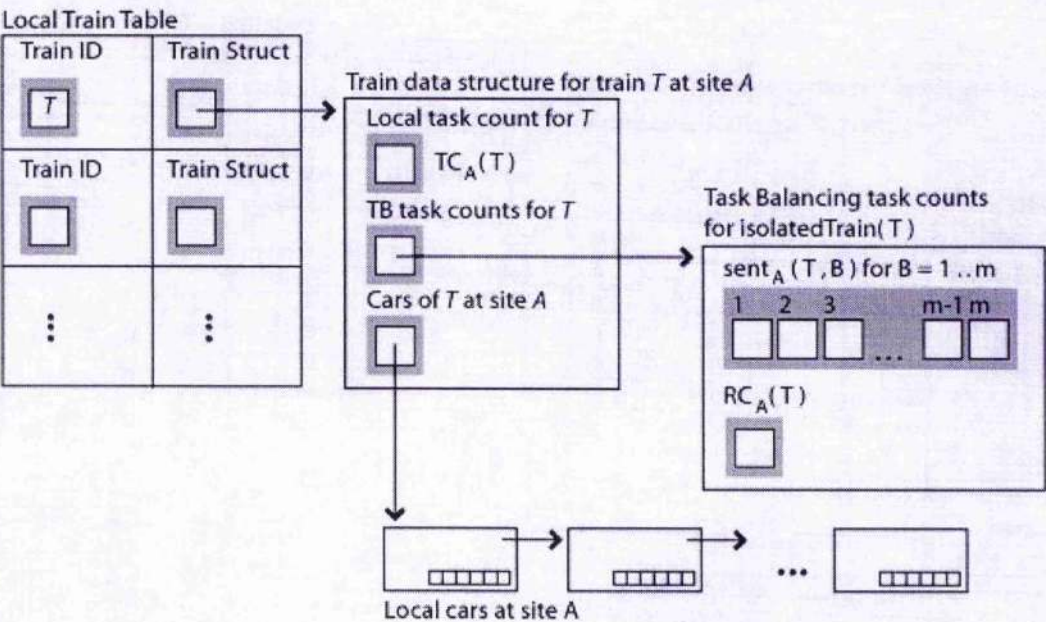 Local Train Table
Train ID
Train Struct
T
Train ID
Train Struct
Train data structure for train T at site A
Local task count for T
TC_A(T)
TB task counts for T
Cars of T at site A
Task Balancing task counts
for isolatedTrain(T)
sent_A(T,B) for B = 1 ... m
1 2 3 m-1 m
...
RC_A(T)
...
Local cars at site A